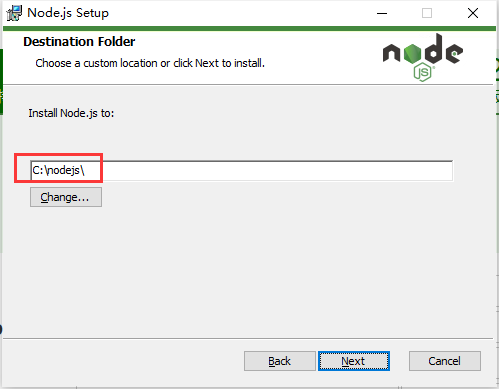 Node.js Setup
Destination Folder
Choose a custom location or click Next to install.
node
JS
Install Node.js to:
C:\nodejs\
Change...
Back
Next
Cancel